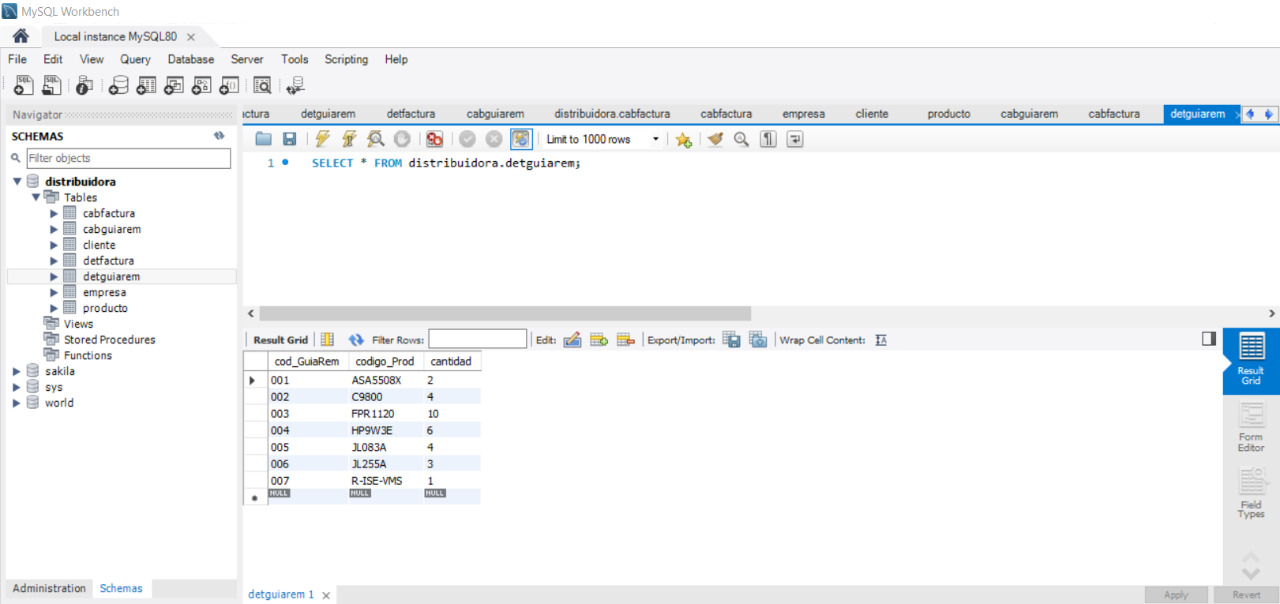 MySQL Workbench
Local instance MySQL80
File Edit View Query Database Server Tools Scripting Help
Navigator
SCHEMAS
Filter objects
distribuidora
Tables
cabfactura
cabguiarem
cliente
detfactura
detguiarem
empresa
producto
Views
Stored Procedures
Functions
sakila
sys
world
Administration Schemas
actura detguiarem detfactura cabguiarem distribuidora.cabfactura cabfactura empresa cliente producto cabguiarem cabfactura detguiarem
Limit to 1000 rows
1 SELECT * FROM distribuidora.detguiarem;
Result Grid Filter Rows: Edit: Export/Import: Wrap Cell Content:
cod_GuiaRem codigo_Prod cantidad
001 ASA5508X 2
002 C9800 4
003 FPR1120 10
004 HP9W3E 6
005 JL083A 4
006 JL255A 3
007 R-ISE-VMS 1
NULL NULL NULL
Result
Grid
Form
Editor
Field
Types
detguiarem 1
Apply Revert